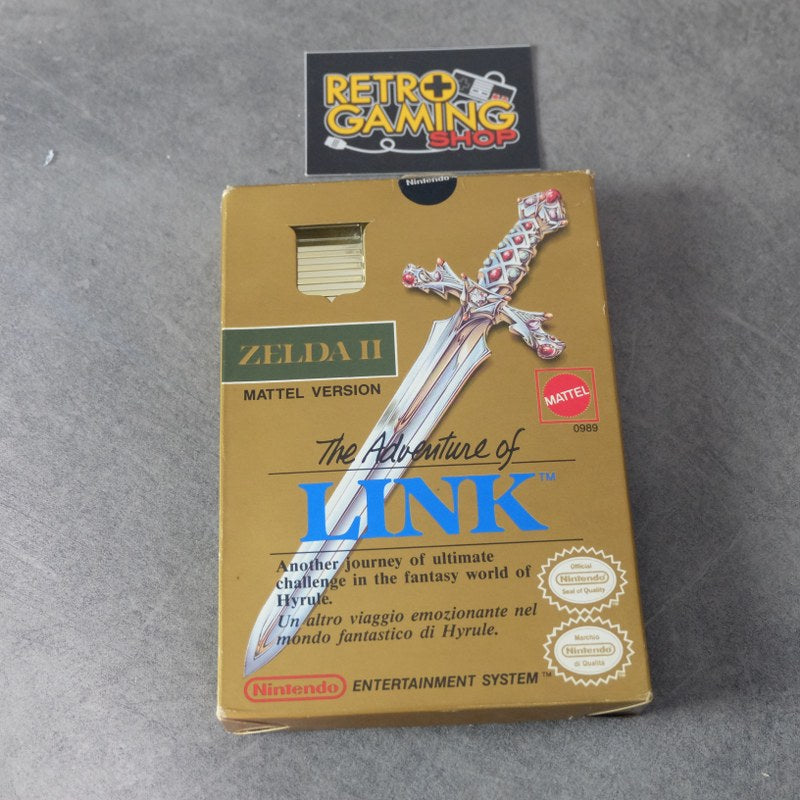 RETRO
GAMING
SHOP
Nintendo
ZELDA II
MATTEL VERSION
MATTEL
0989
The Adventure of
LINK™
Another journey of ultimate
challenge in the fantasy world of
Hyrule.
Un altro viaggio emozionante nel
mondo fantastico di Hyrule.
Official
Nintendo
Seal of Quality
Marchio
Nintendo
di Qualità
Nintendo ENTERTAINMENT SYSTEM™